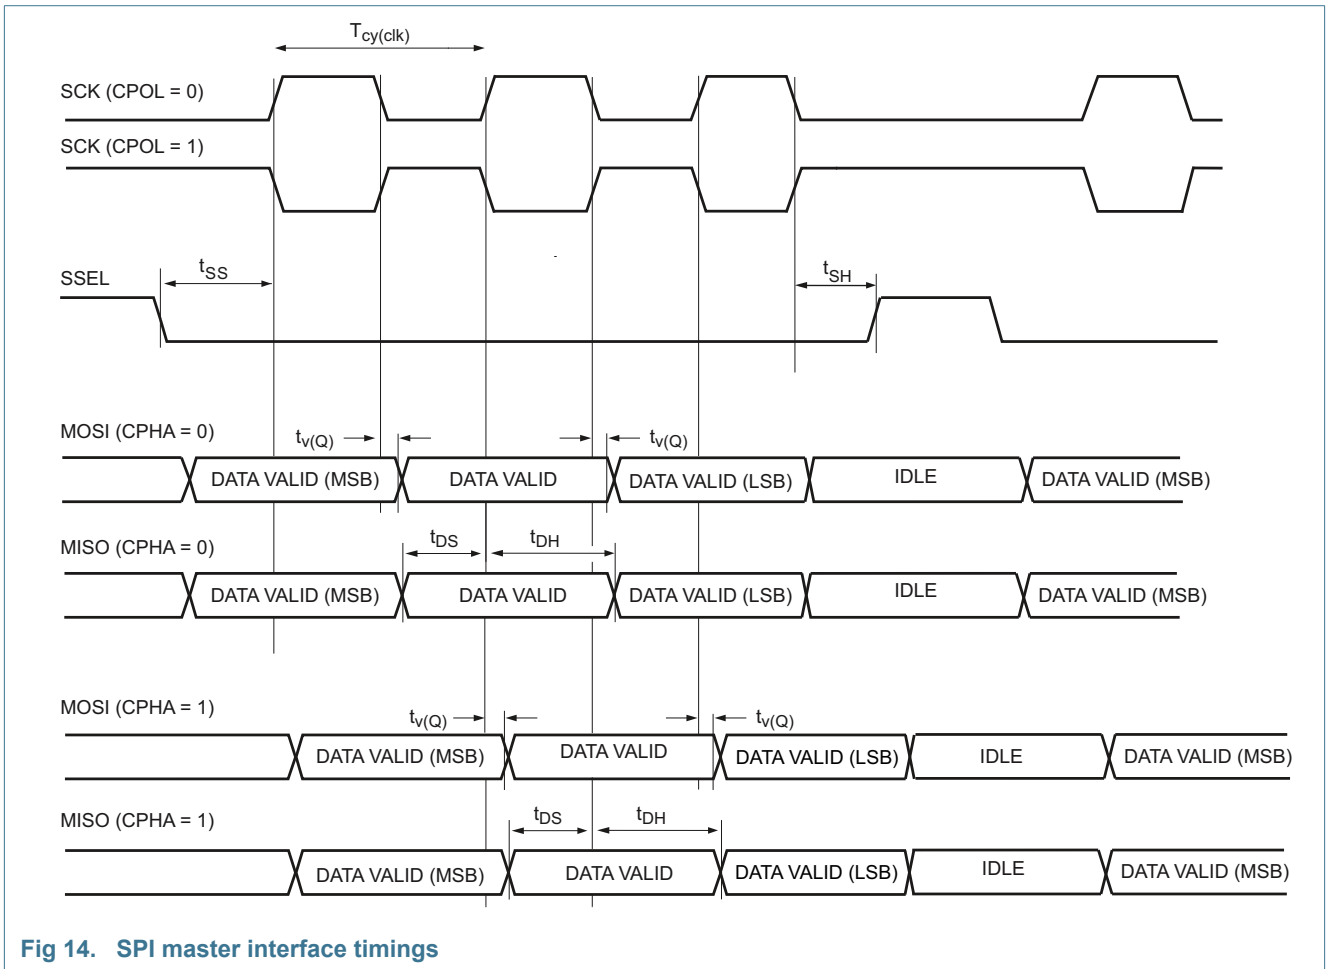 Tcy(clk)
SCK (CPOL = 0)
SCK (CPOL = 1)
SSEL
tSS
tSH
MOSI (CPHA = 0)
tv(Q) tv(Q)
DATA VALID (MSB) DATA VALID DATA VALID (LSB) IDLE DATA VALID (MSB)
MISO (CPHA = 0)
tDS tDH
DATA VALID (MSB) DATA VALID DATA VALID (LSB) IDLE DATA VALID (MSB)
MOSI (CPHA = 1)
tv(Q) tv(Q)
DATA VALID (MSB) DATA VALID DATA VALID (LSB) IDLE DATA VALID (MSB)
MISO (CPHA = 1)
tDS tDH
DATA VALID (MSB) DATA VALID DATA VALID (LSB) IDLE DATA VALID (MSB)
Fig 14. SPI master interface timings